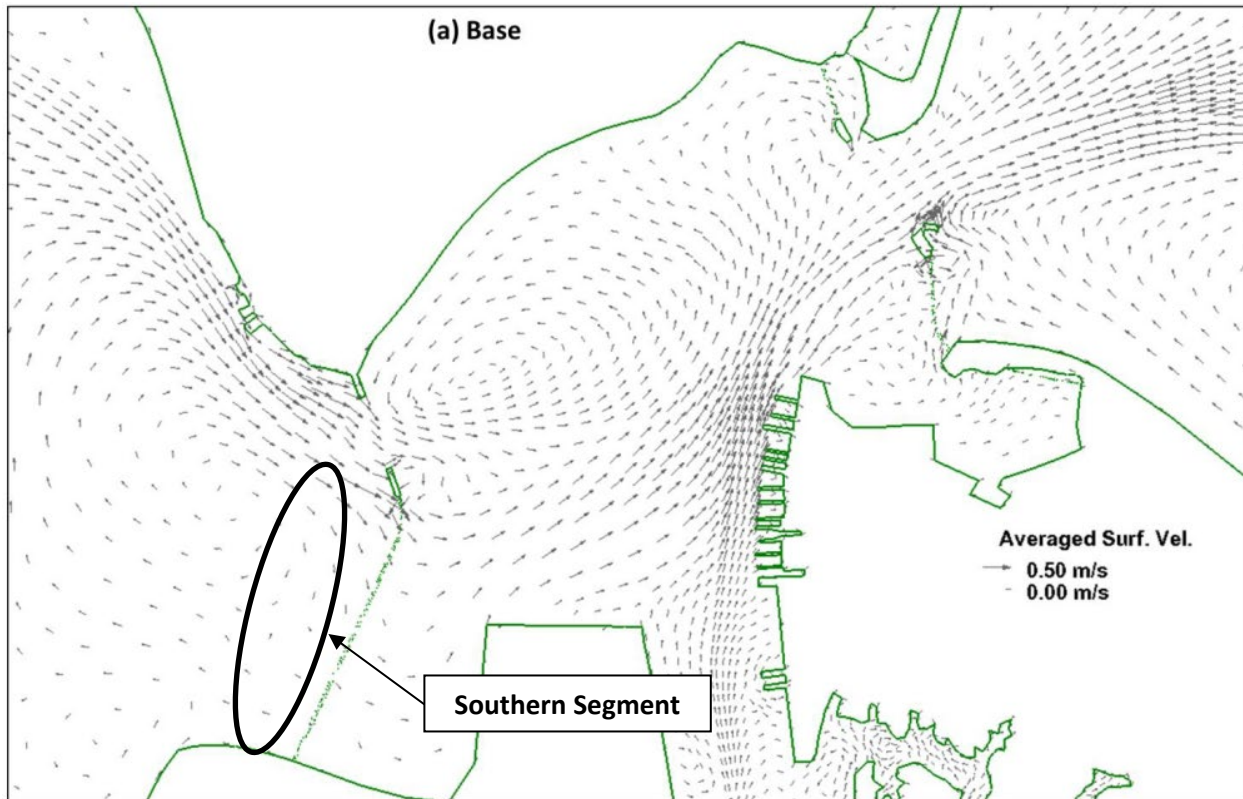 (a) Base
Averaged Surf. Vel.
0.50 m/s
0.00 m/s
Southern Segment